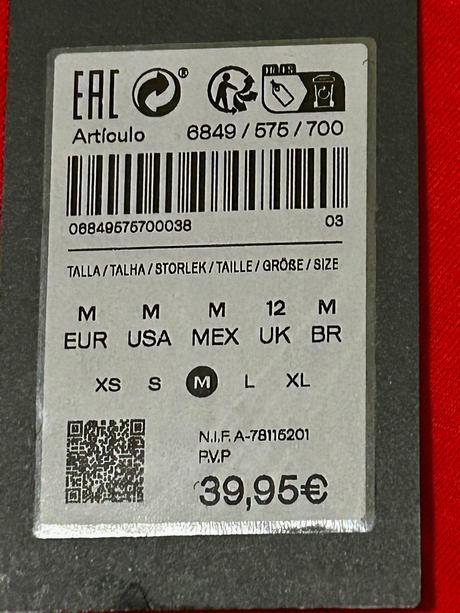 EAC ®
Artículo 6849 / 575 / 700
06849575700038 03
TALLA / TALHA / STORLEK / TAILLE / GRÖßE / SIZE
M M M 12 M
EUR USA MEX UK BR
XS S M L XL
N.I.F. A-78115201
P.V.P
39,95€